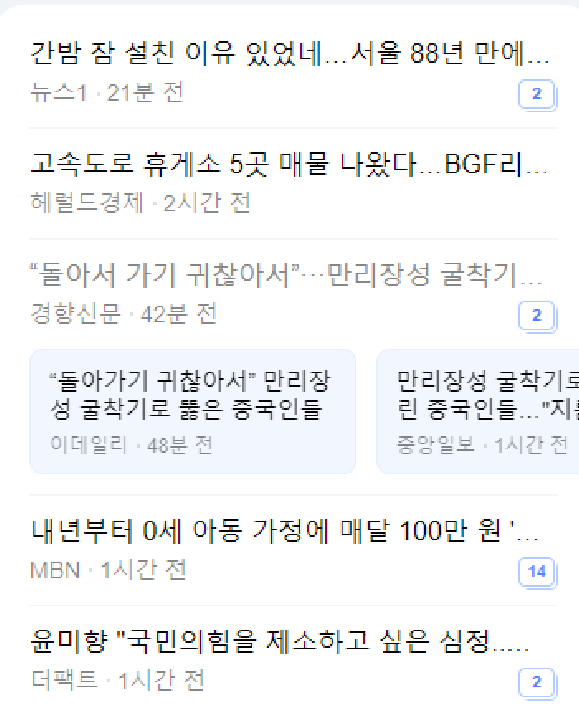 간밤 잠 설친 이유 있었네...서울 88년 만에...
뉴스1 · 21분 전
2
고속도로 휴게소 5곳 매물 나왔다...BGF리...
헤럴드경제 · 2시간 전
“돌아서 가기 귀찮아서”…만리장성 굴착기...
경향신문 · 42분 전
2
“돌아가기 귀찮아서” 만리장
성 굴착기로 뚫은 중국인들
이데일리 · 48분 전
만리장성 굴착기로
린 중국인들..."지름
중앙일보 · 1시간 전
내년부터 0세 아동 가정에 매달 100만 원 '...
MBN · 1시간 전
14
윤미향 "국민의힘을 제소하고 싶은 심정.....
더팩트 · 1시간 전
2